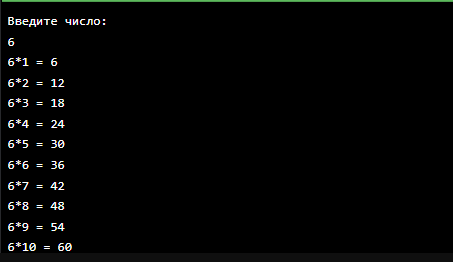 Введите число:
6
6*1 = 6
6*2 = 12
6*3 = 18
6*4 = 24
6*5 = 30
6*6 = 36
6*7 = 42
6*8 = 48
6*9 = 54
6*10 = 60